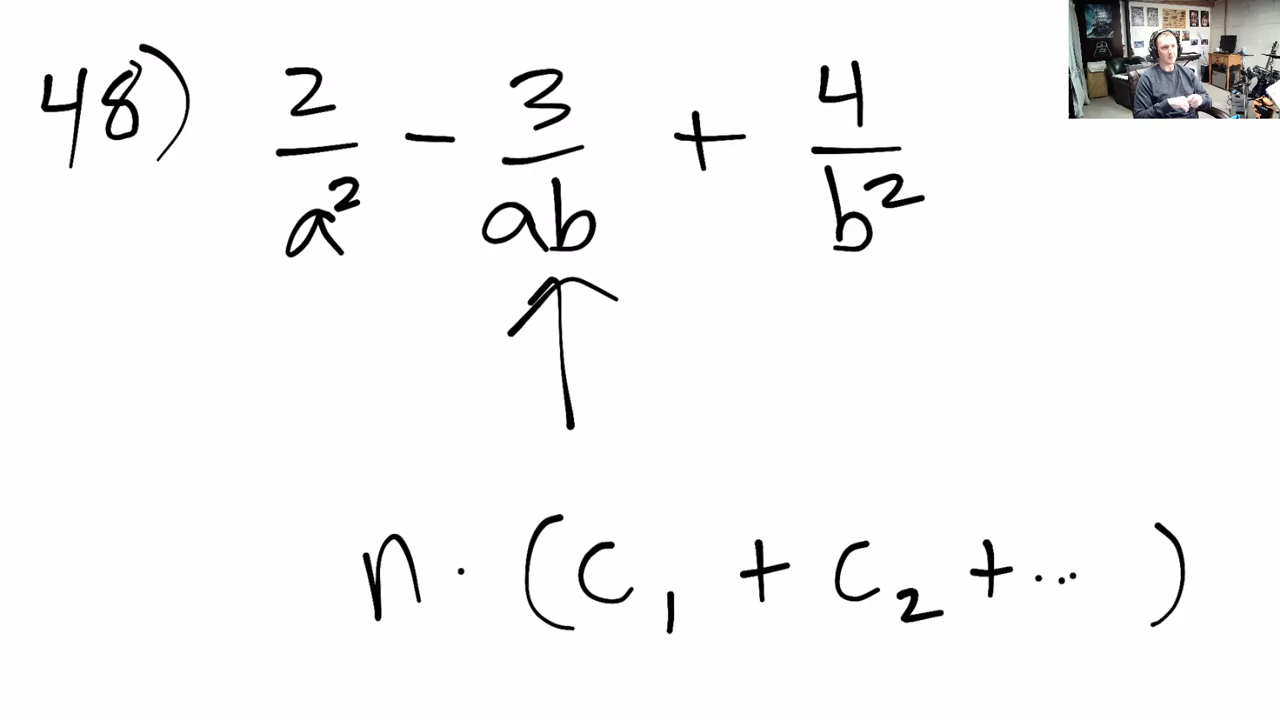 48) 2/a² - 3/ab + 4/b²
n · (c₁ + c₂ + ... )